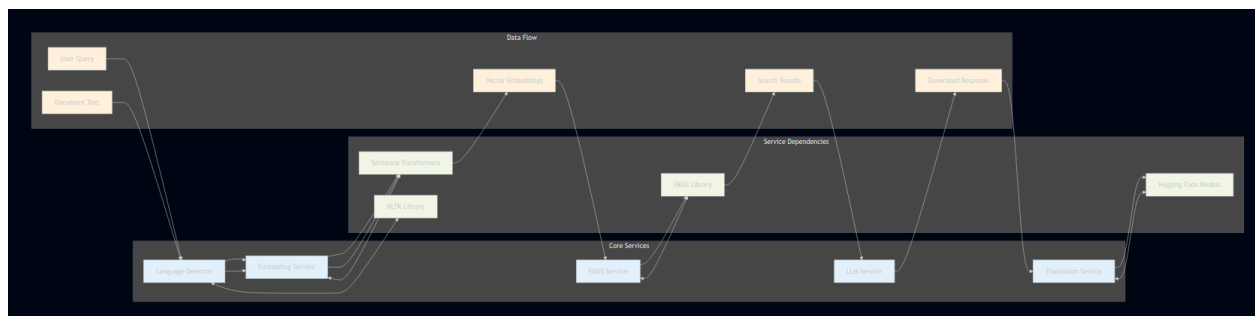 Data Flow
User Query
Document Text
Vector Embeddings
Search Results
Generated Response
Service Dependencies
Sentence Transformers
NLTK Library
FAISS Library
Hugging Face Models
Core Services
Language Detector
Embedding Service
FAISS Service
LLM Service
Translation Service